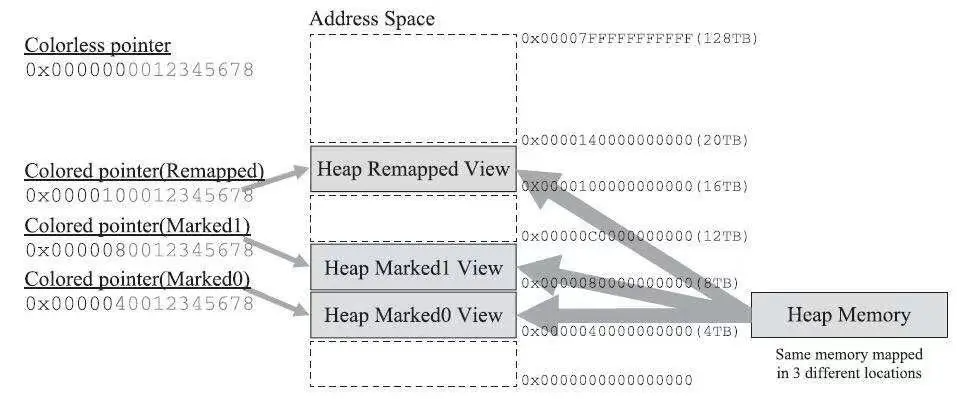 Address Space
Colorless pointer
0x0000000012345678
0x00007FFFFFFFFFFF(128TB)
0x0000140000000000(20TB)
Colored pointer(Remapped)
0x0000100012345678
Heap Remapped View
0x0000100000000000(16TB)
Colored pointer(Marked1)
0x0000080012345678
0x00000C0000000000(12TB)
Heap Marked1 View
0x0000080000000000(8TB)
Colored pointer(Marked0)
0x0000040012345678
Heap Marked0 View
0x0000040000000000(4TB)
0x0000000000000000
Heap Memory
Same memory mapped
in 3 different locations